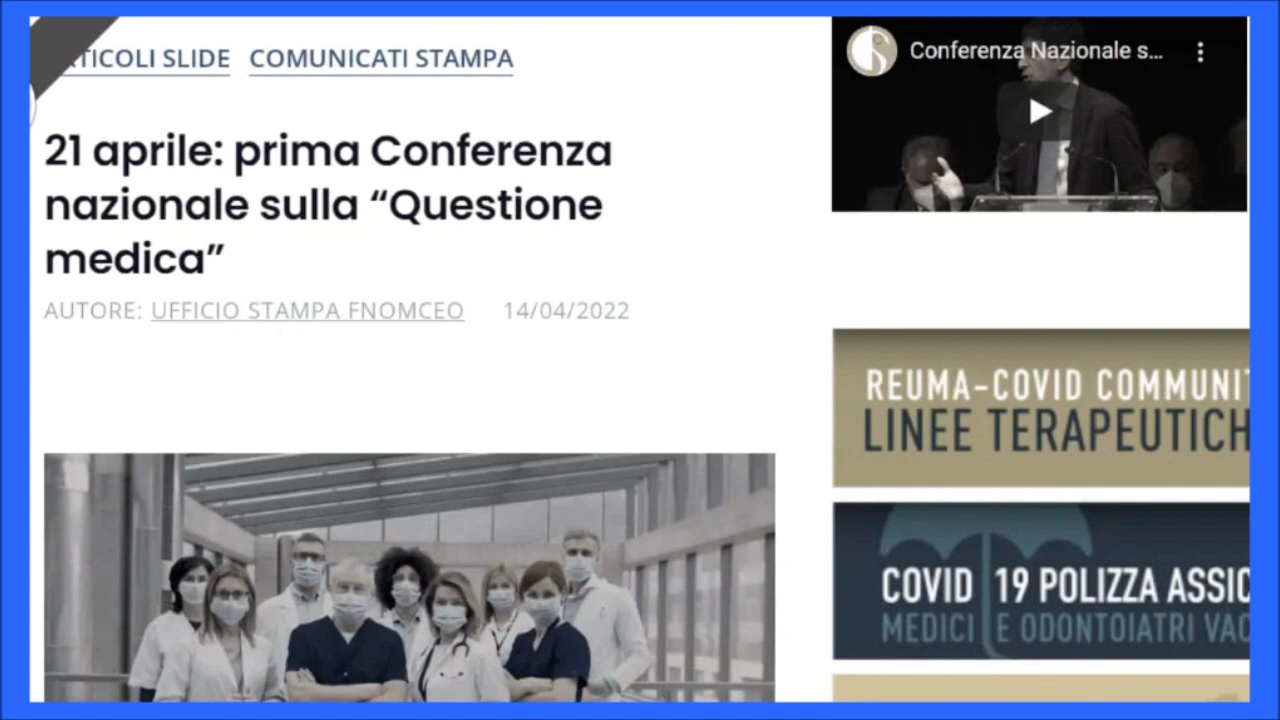 TICOLI SLIDE COMUNICATI STAMPA
21 aprile: prima Conferenza
nazionale sulla “Questione
medica”
AUTORE: UFFICIO STAMPA FNOMCEO 14/04/2022
Conferenza Nazionale s...
REUMA-COVID COMMUNIT
LINEE TERAPEUTICH
COVID 19 POLIZZA ASSIC
MEDICI E ODONTOIATRI VAC